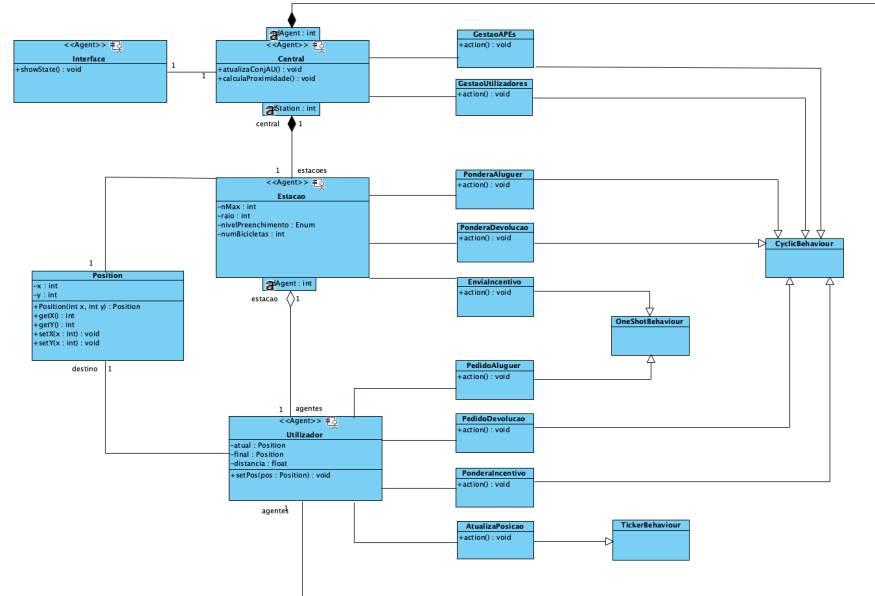 <<Agent>>
Interface
+showState() : void
1
1
idAgent : int
<<Agent>>
Central
+atualizaConjAU() : void
+calculaProximidade() : void
idStation : int
central
1
GestaoAPEs
+action() : void
GestaoUtilizadores
+action() : void
1
estacoes
<<Agent>>
Estacao
-nMax : int
-raio : int
-nivelPreenchimento : Enum
-numBicicletas : int
idAgent : int
estacao
1
PonderaAluguer
+action() : void
PonderaDevolucao
+action() : void
EnviaIncentivo
+action() : void
CyclicBehaviour
OneShotBehaviour
1
Position
-x : int
-y : int
+Position(int x, int y) : Position
+getX() : int
+getY() : int
+setX(x : int) : void
+setY(x : int) : void
destino
1
1
agentes
<<Agent>>
Utilizador
-atual : Position
-final : Position
-distancia : float
+setPos(pos : Position) : void
agentes
1
PedidoAluguer
+action() : void
PedidoDevolucao
+action() : void
PonderaIncentivo
+action() : void
AtualizaPosicao
+action() : void
TickerBehaviour